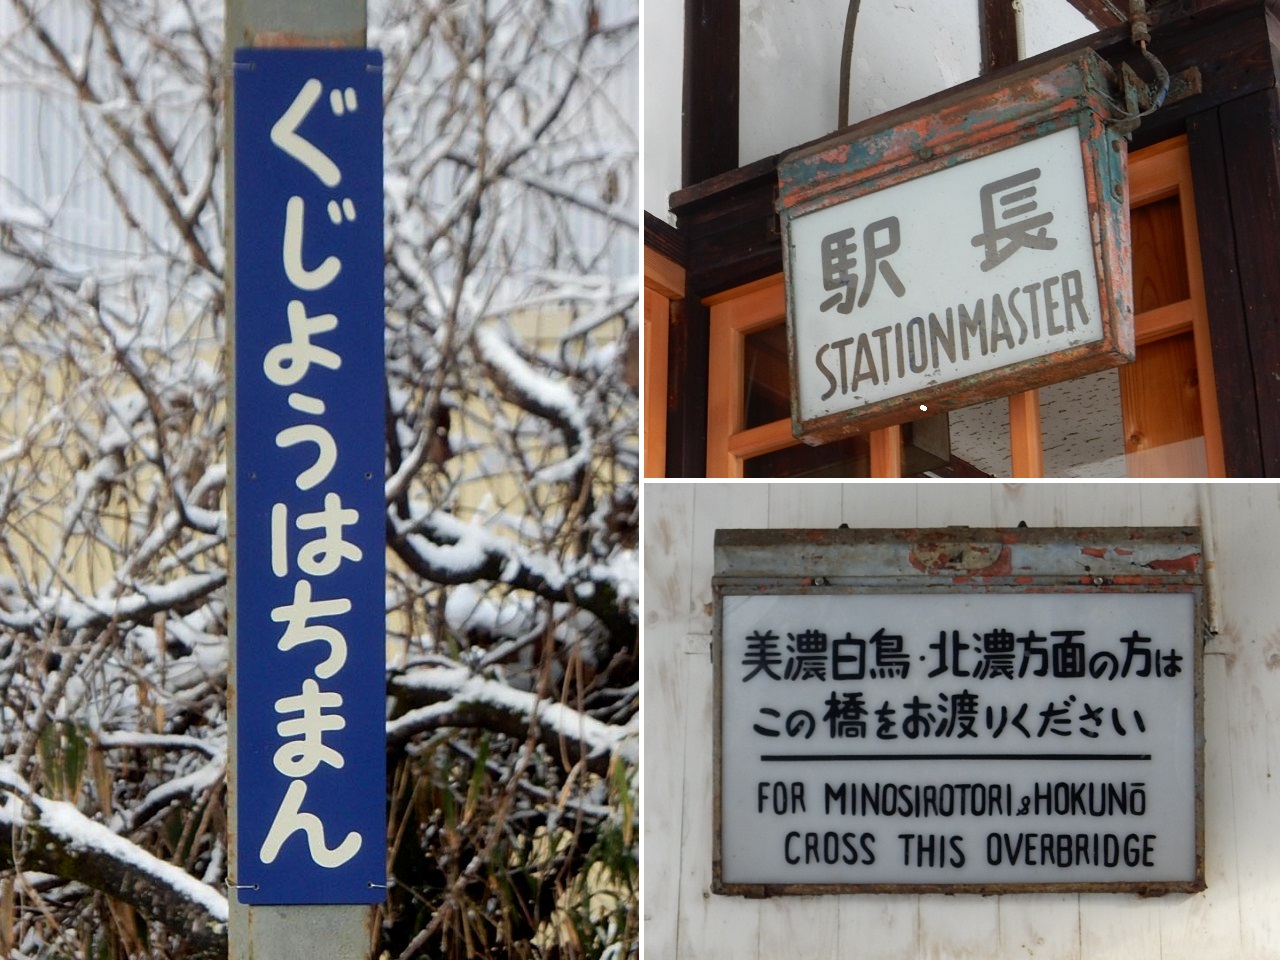 ぐじょうはちまん
駅 長
STATIONMASTER
美濃白鳥・北濃方面の方は
この橋をお渡りください
FOR MINOSIROTORI & HOKUNŌ
CROSS THIS OVERBRIDGE